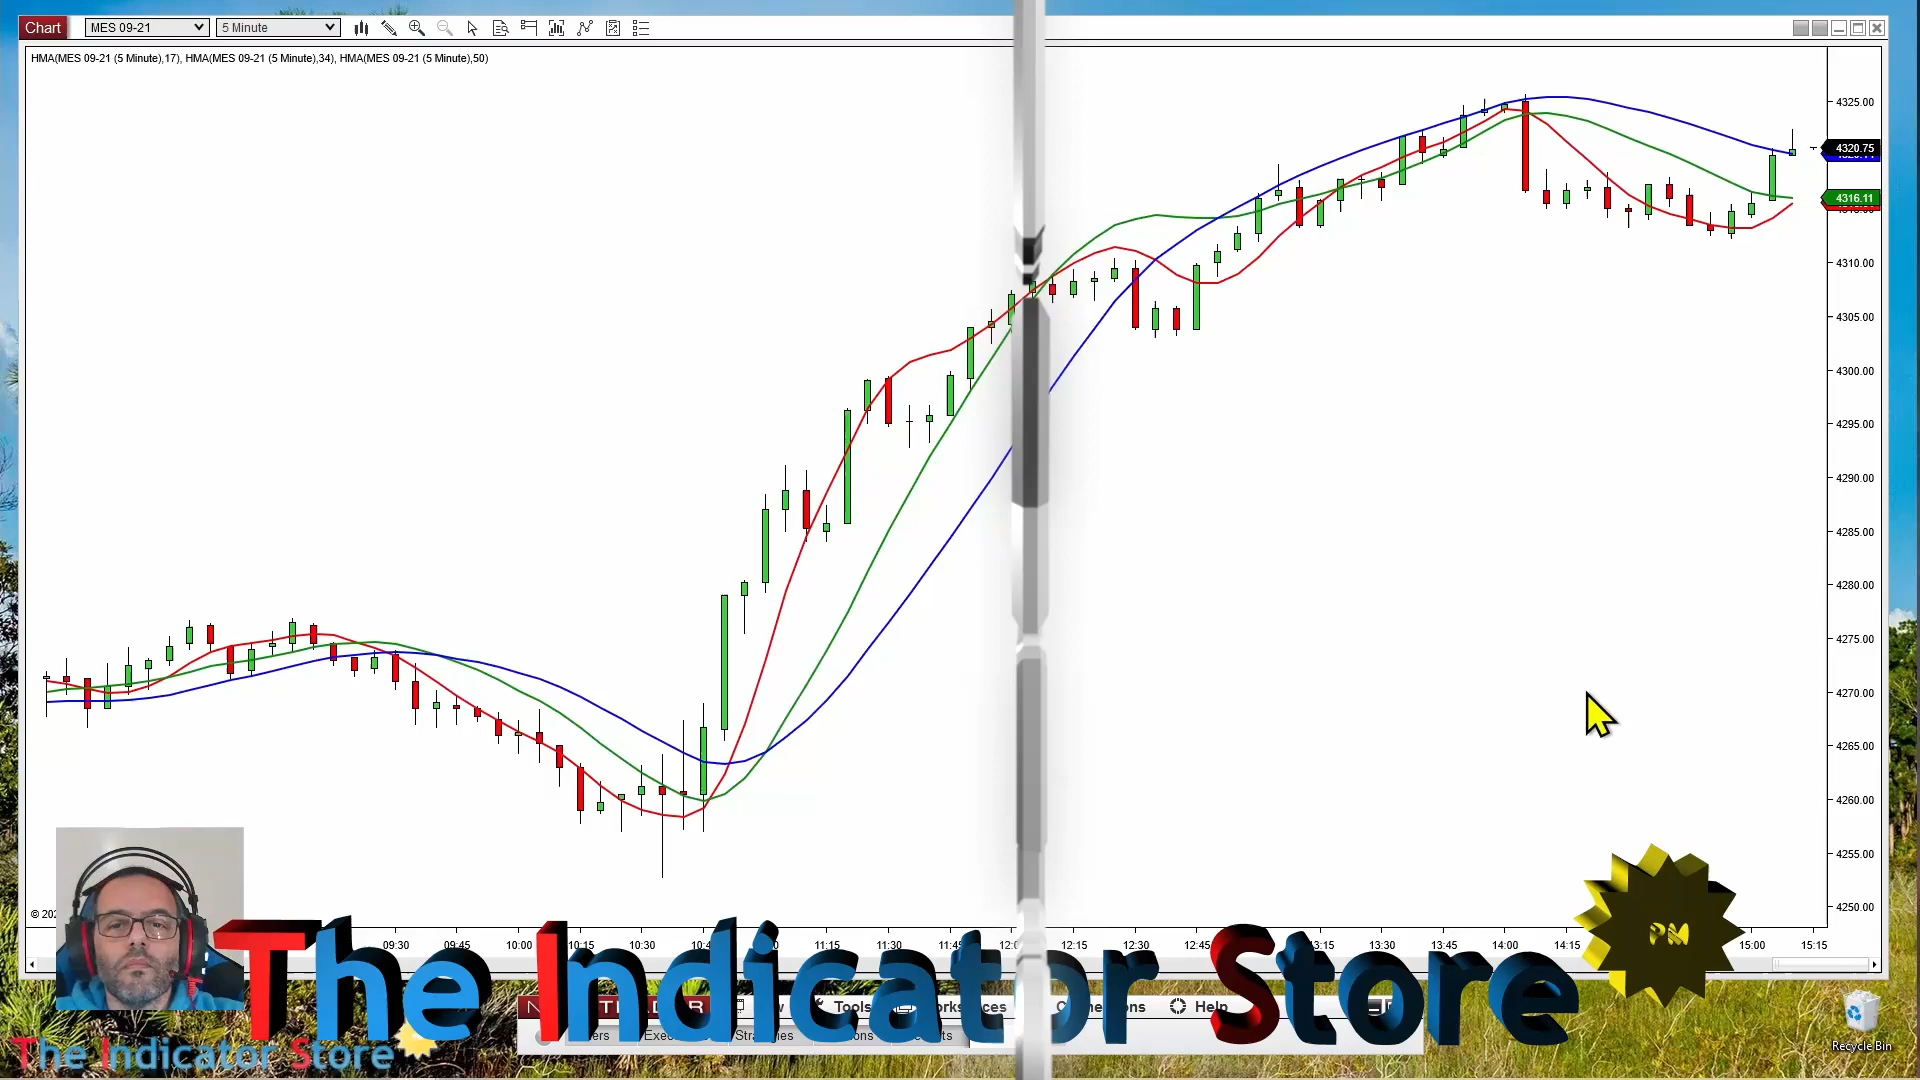 Chart MES 09-21 5 Minute
HMA(MES 09-21 (5 Minute),17), HMA(MES 09-21 (5 Minute),34), HMA(MES 09-21 (5 Minute),50)
4325.00
4320.75
4316.11
4310.00
4305.00
4300.00
4295.00
4290.00
4285.00
4280.00
4275.00
4270.00
4265.00
4260.00
4255.00
4250.00
09:30 09:45 10:00 10:15 10:30 11:15 11:30 11:45 12:15 12:30 12:45 13:15 13:30 13:45 14:00 14:15 15:00 15:15
PM
The Indicator Store
Tools Help
The Indicator Store
Recycle Bin